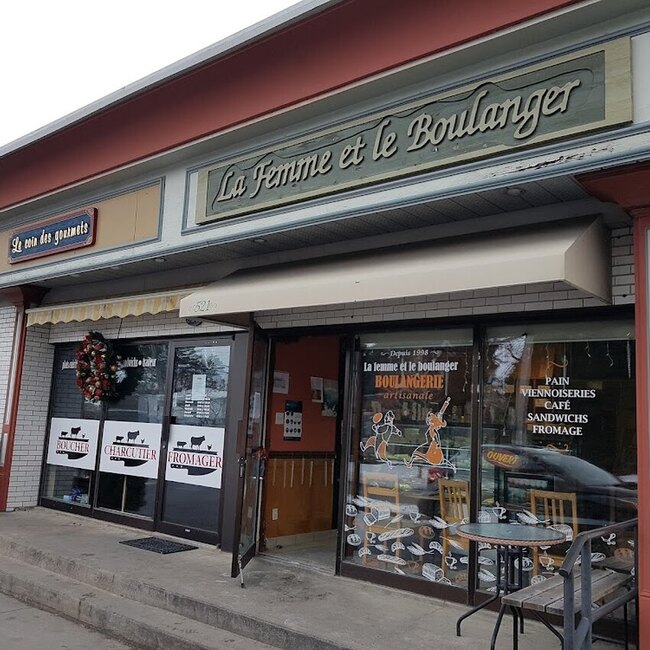 La Femme et le Boulanger
Le coin des gourmets
521
BOUCHER
CHARCUTIER
FROMAGER
Depuis 1998
La femme et le boulanger
BOULANGERIE
artisanale
PAIN
VIENNOISERIES
CAFÉ
SANDWICHS
FROMAGE
OUVERT